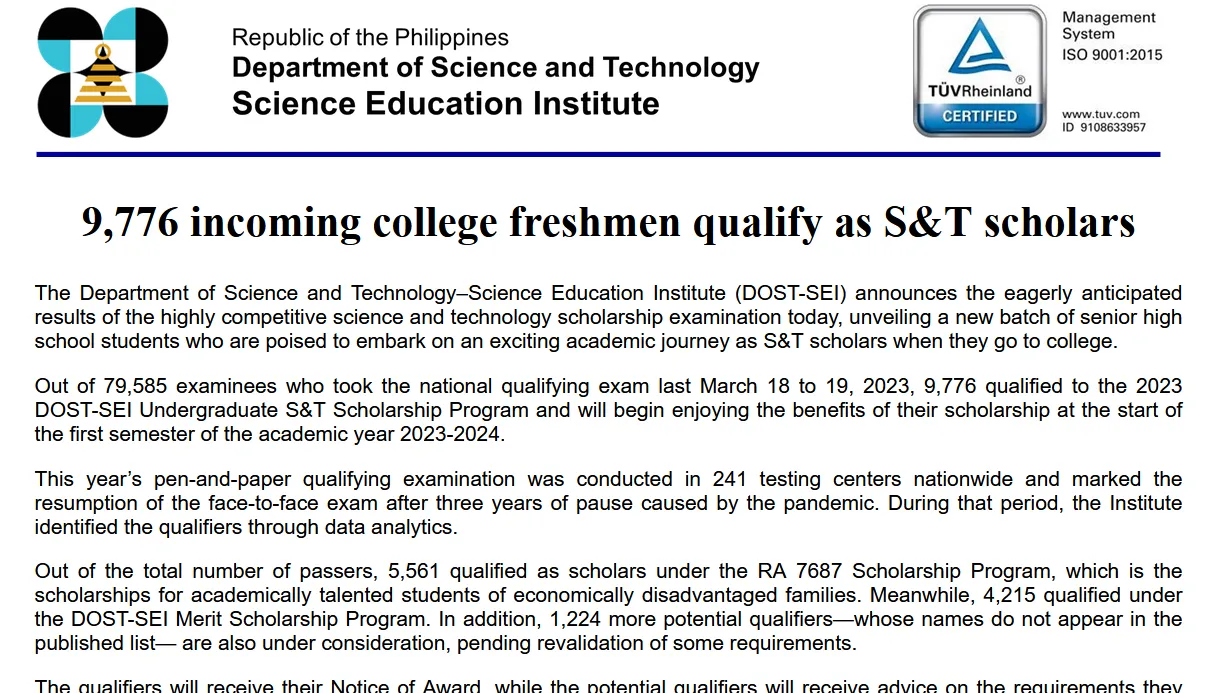 Republic of the Philippines
Department of Science and Technology
Science Education Institute
TÜVRheinland®
CERTIFIED
Management
System
ISO 9001:2015
www.tuv.com
ID 9108633957
9,776 incoming college freshmen qualify as S&T scholars
The Department of Science and Technology–Science Education Institute (DOST-SEI) announces the eagerly anticipated
results of the highly competitive science and technology scholarship examination today, unveiling a new batch of senior high
school students who are poised to embark on an exciting academic journey as S&T scholars when they go to college.
Out of 79,585 examinees who took the national qualifying exam last March 18 to 19, 2023, 9,776 qualified to the 2023
DOST-SEI Undergraduate S&T Scholarship Program and will begin enjoying the benefits of their scholarship at the start of
the first semester of the academic year 2023-2024.
This year’s pen-and-paper qualifying examination was conducted in 241 testing centers nationwide and marked the
resumption of the face-to-face exam after three years of pause caused by the pandemic. During that period, the Institute
identified the qualifiers through data analytics.
Out of the total number of passers, 5,561 qualified as scholars under the RA 7687 Scholarship Program, which is the
scholarships for academically talented students of economically disadvantaged families. Meanwhile, 4,215 qualified under
the DOST-SEI Merit Scholarship Program. In addition, 1,224 more potential qualifiers—whose names do not appear in the
published list— are also under consideration, pending revalidation of some requirements.
The qualifiers will receive their Notice of Award, while the potential qualifiers will receive advice on the requirements they